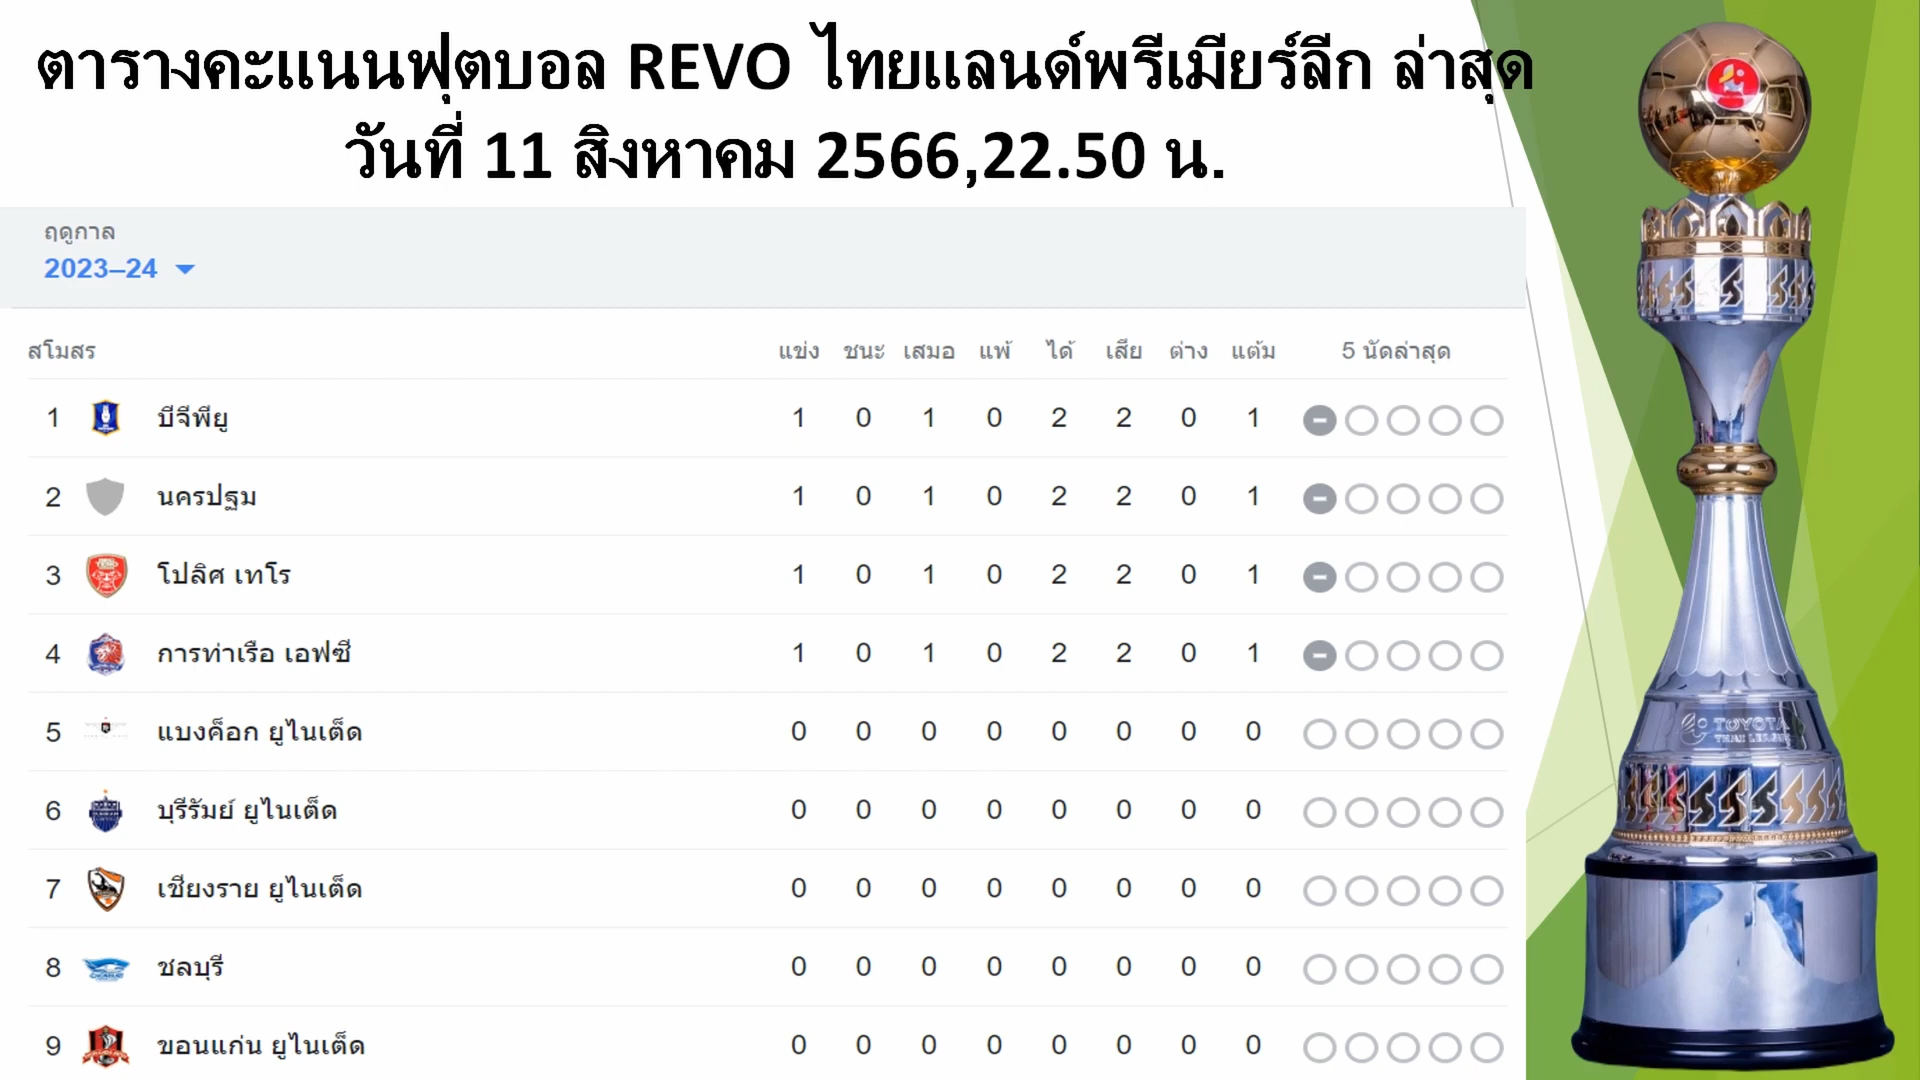 ตารางคะแนนฟุตบอล REVO ไทยแลนด์พรีเมียร์ลีก ล่าสุด
วันที่ 11 สิงหาคม 2566,22.50 น.
ฤดูกาล
2023–24
สโมสร แข่ง ชนะ เสมอ แพ้ ได้ เสีย ต่าง แต้ม 5 นัดล่าสุด
1 บีจีพียู 1 0 1 0 2 2 0 1
2 นครปฐม 1 0 1 0 2 2 0 1
3 โปลิศ เทโร 1 0 1 0 2 2 0 1
4 การท่าเรือ เอฟซี 1 0 1 0 2 2 0 1
5 แบงค็อก ยูไนเต็ด 0 0 0 0 0 0 0 0
6 บุรีรัมย์ ยูไนเต็ด 0 0 0 0 0 0 0 0
7 เชียงราย ยูไนเต็ด 0 0 0 0 0 0 0 0
8 ชลบุรี 0 0 0 0 0 0 0 0
9 ขอนแก่น ยูไนเต็ด 0 0 0 0 0 0 0 0
TOYOTA
THAI LEAGUE